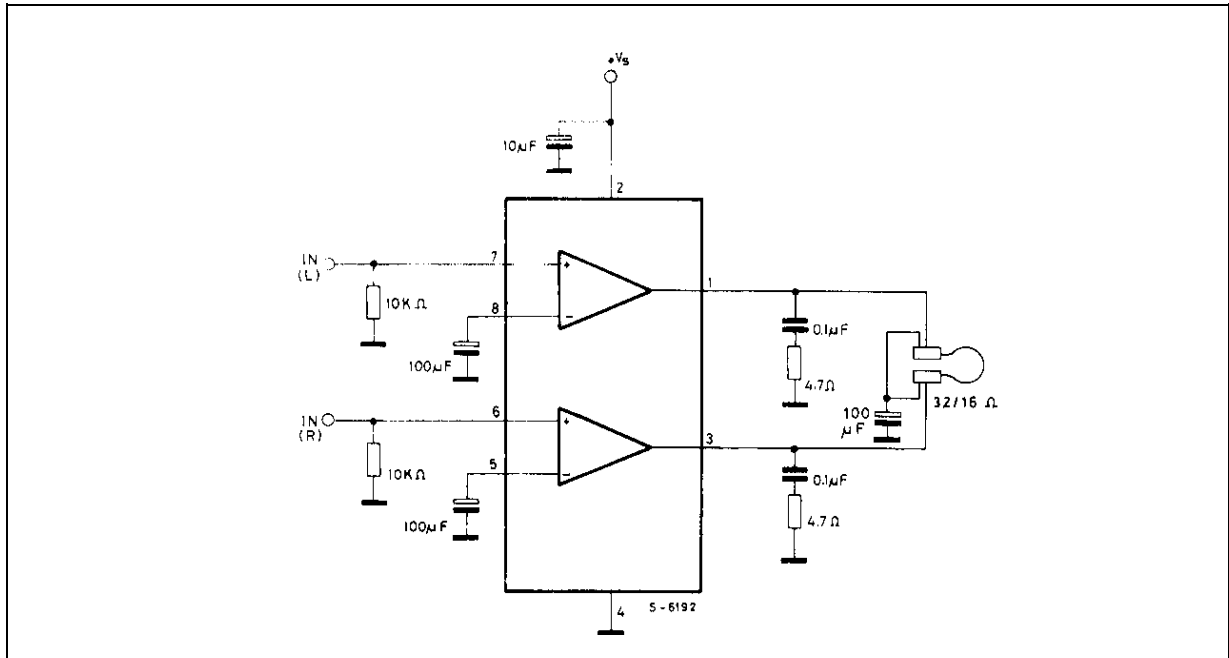 +Vs
10μF
2
IN
(L)
7
10KΩ
8
100μF
+
−
1
0.1μF
4.7Ω
32/16 Ω
100
μF
IN
(R)
6
10KΩ
5
100μF
+
−
3
0.1μF
4.7Ω
4
S-6192